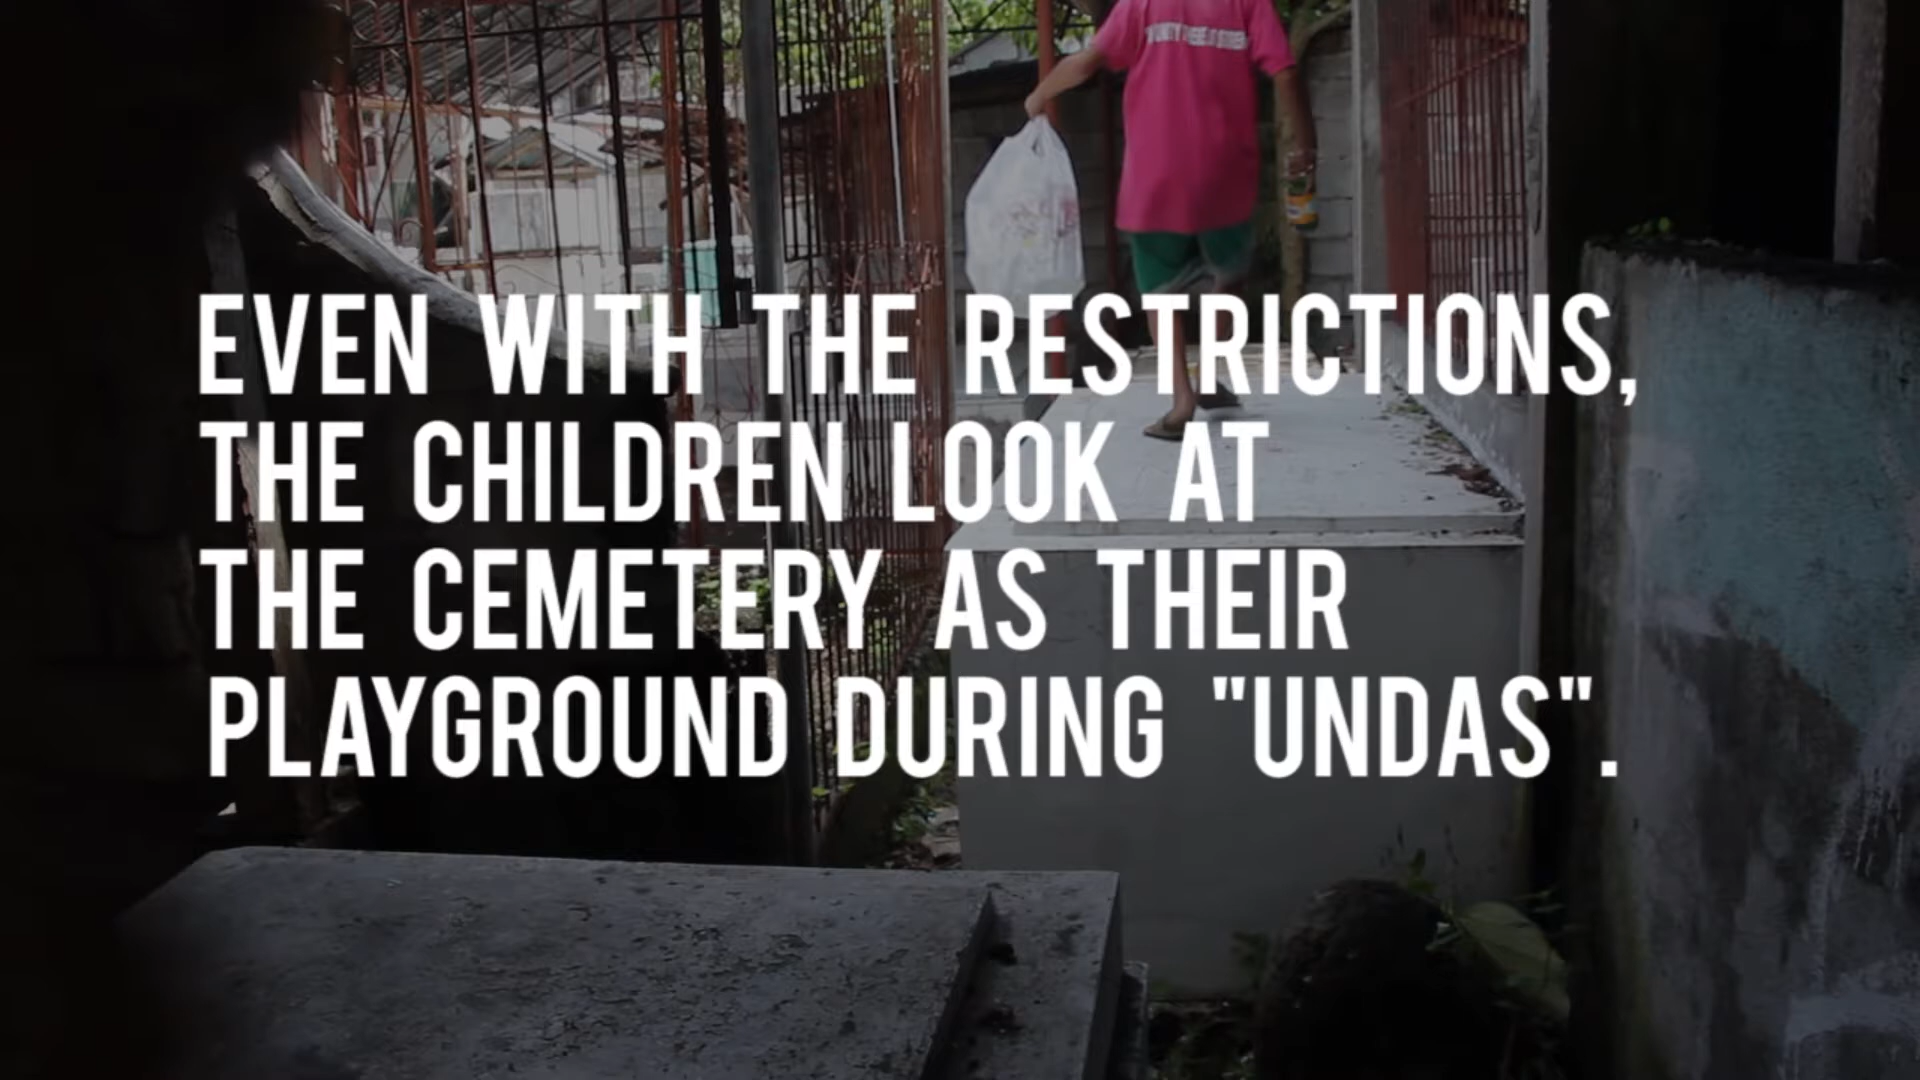 EVEN WITH THE RESTRICTIONS,
THE CHILDREN LOOK AT
THE CEMETERY AS THEIR
PLAYGROUND DURING "UNDAS".